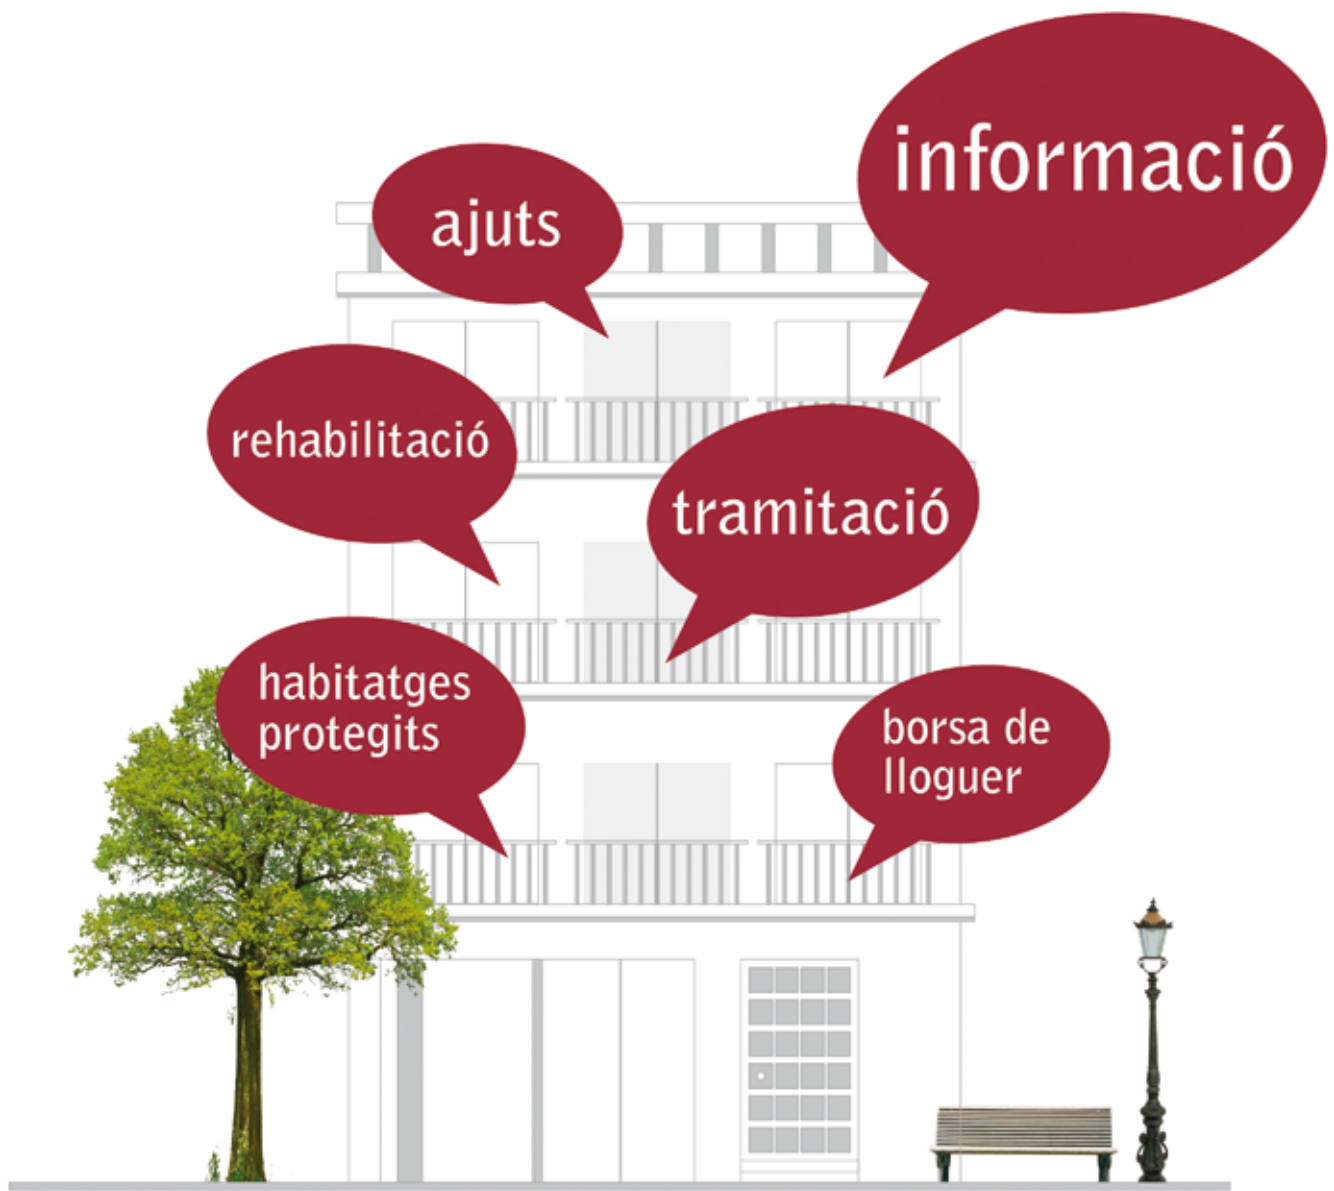 informació
ajuts
rehabilitació
tramitació
habitatges
protegits
borsa de
lloguer